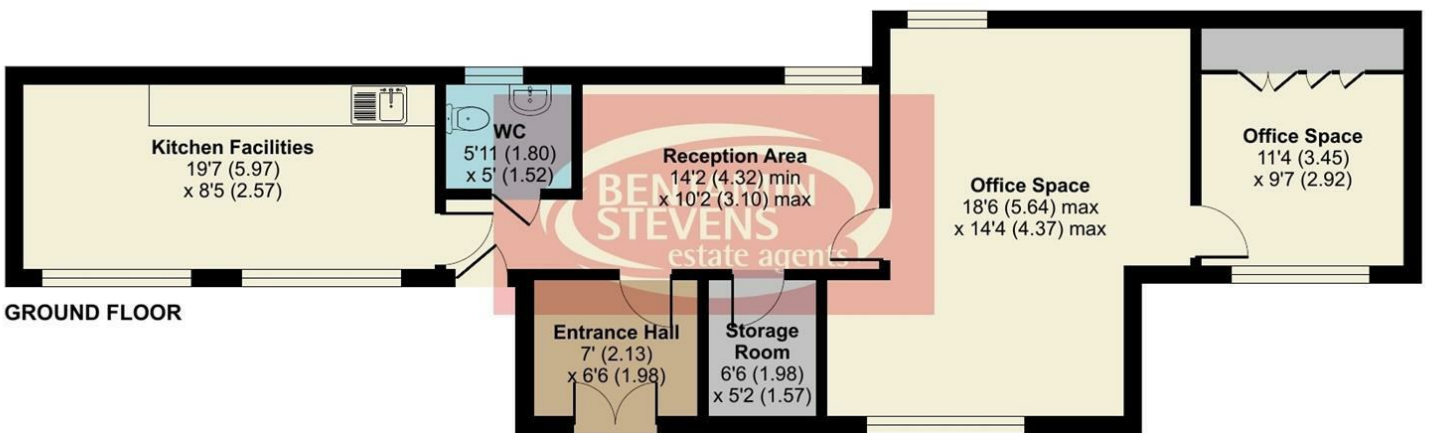 Kitchen Facilities
19'7 (5.97)
x 8'5 (2.57)
WC
5'11 (1.80)
x 5' (1.52)
Reception Area
14'2 (4.32) min
x 10'2 (3.10) max
BENJAMIN
STEVENS
estate agents
Office Space
18'6 (5.64) max
x 14'4 (4.37) max
Office Space
11'4 (3.45)
x 9'7 (2.92)
GROUND FLOOR
Entrance Hall
7' (2.13)
x 6'6 (1.98)
Storage
Room
6'6 (1.98)
x 5'2 (1.57)